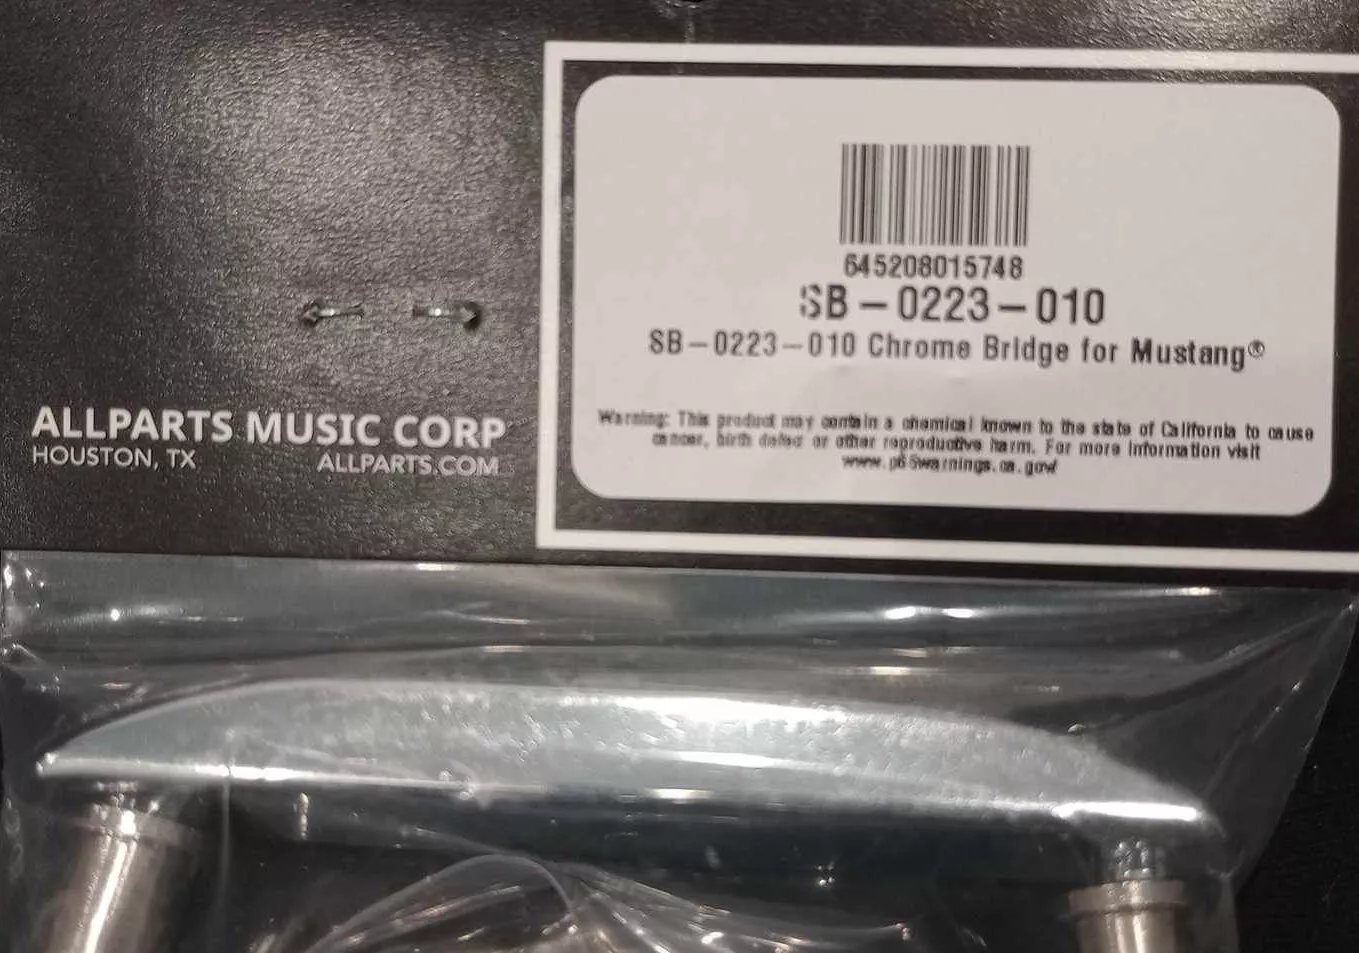 645208015748
SB-0223-010
SB-0223-010 Chrome Bridge for Mustang®
Warning: This product may contain a chemical known to the state of California to cause
cancer, birth defect or other reproductive harm. For more information visit
www.p65warnings.ca.gov/
ALLPARTS MUSIC CORP
HOUSTON, TX ALLPARTS.COM